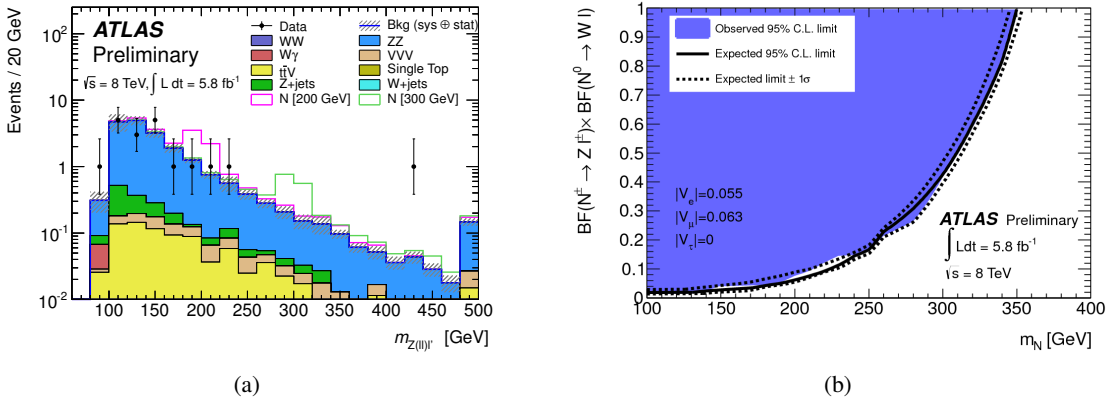 ATLAS
Preliminary
√s = 8 TeV, ∫ L dt = 5.8 fb⁻¹
Data
WW
Wγ
tt̄V
Z+jets
N [200 GeV]
Bkg (sys ⊕ stat)
ZZ
VVV
Single Top
W+jets
N [300 GeV]
Events / 20 GeV
10²
10
1
10⁻¹
10⁻²
100 150 200 250 300 350 400 450 500
m_Z(ll)l' [GeV]
(a)
BF(N± → Z l±) × BF(N⁰ → W l)
1
0.9
0.8
0.7
0.6
0.5
0.4
0.3
0.2
0.1
0
Observed 95% C.L. limit
Expected 95% C.L. limit
Expected limit ± 1σ
|V_e|=0.055
|V_μ|=0.063
|V_τ|=0
ATLAS Preliminary
∫ Ldt = 5.8 fb⁻¹
√s = 8 TeV
100 150 200 250 300 350 400
m_N [GeV]
(b)